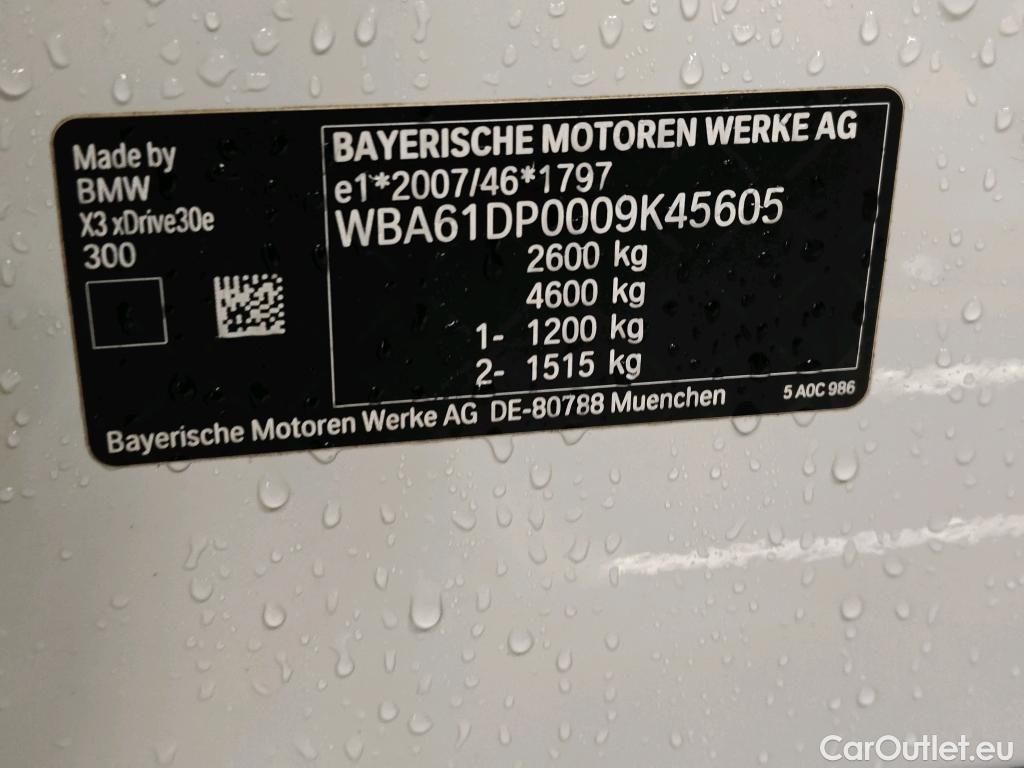 Made by
BMW
X3 xDrive30e
300
BAYERISCHE MOTOREN WERKE AG
e1*2007/46*1797
WBA61DP0009K45605
2600 kg
4600 kg
1- 1200 kg
2- 1515 kg
Bayerische Motoren Werke AG DE-80788 Muenchen
5 A0C 986
CarOutlet.eu